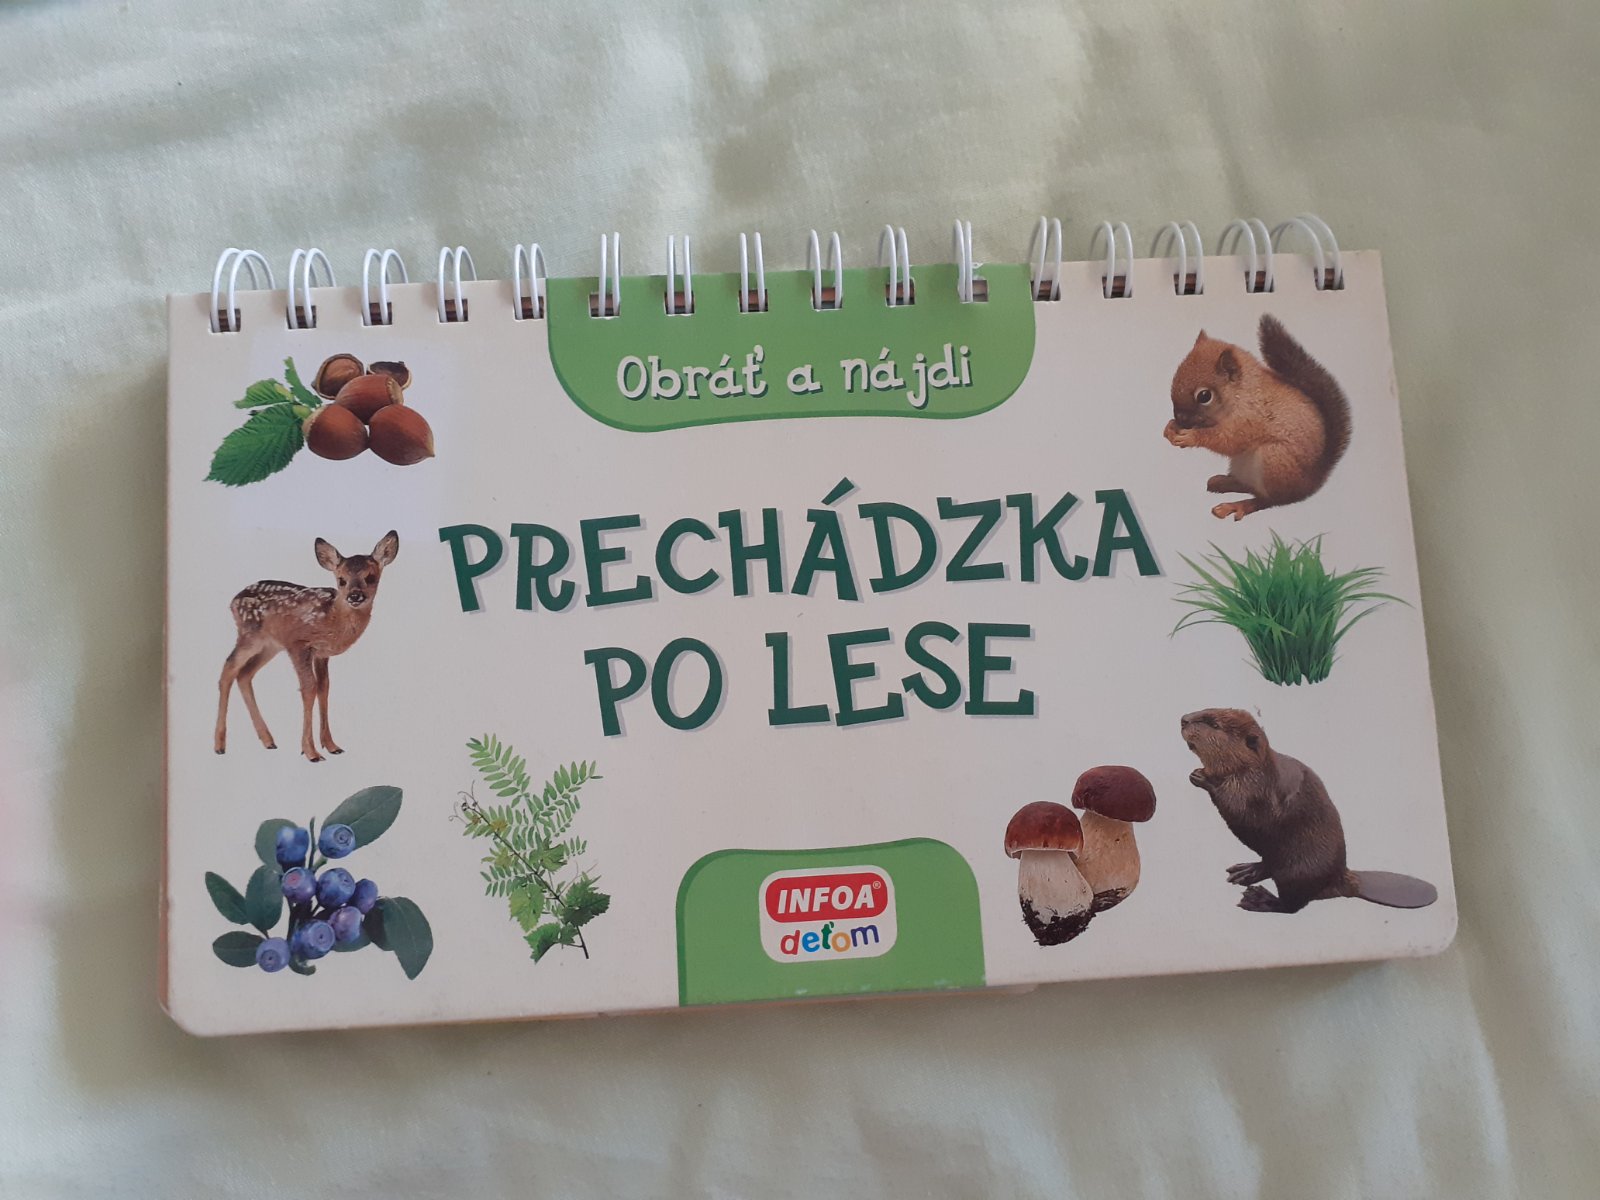 Obráť a nájdi
PRECHÁDZKA
PO LESE
INFOA®
deťom